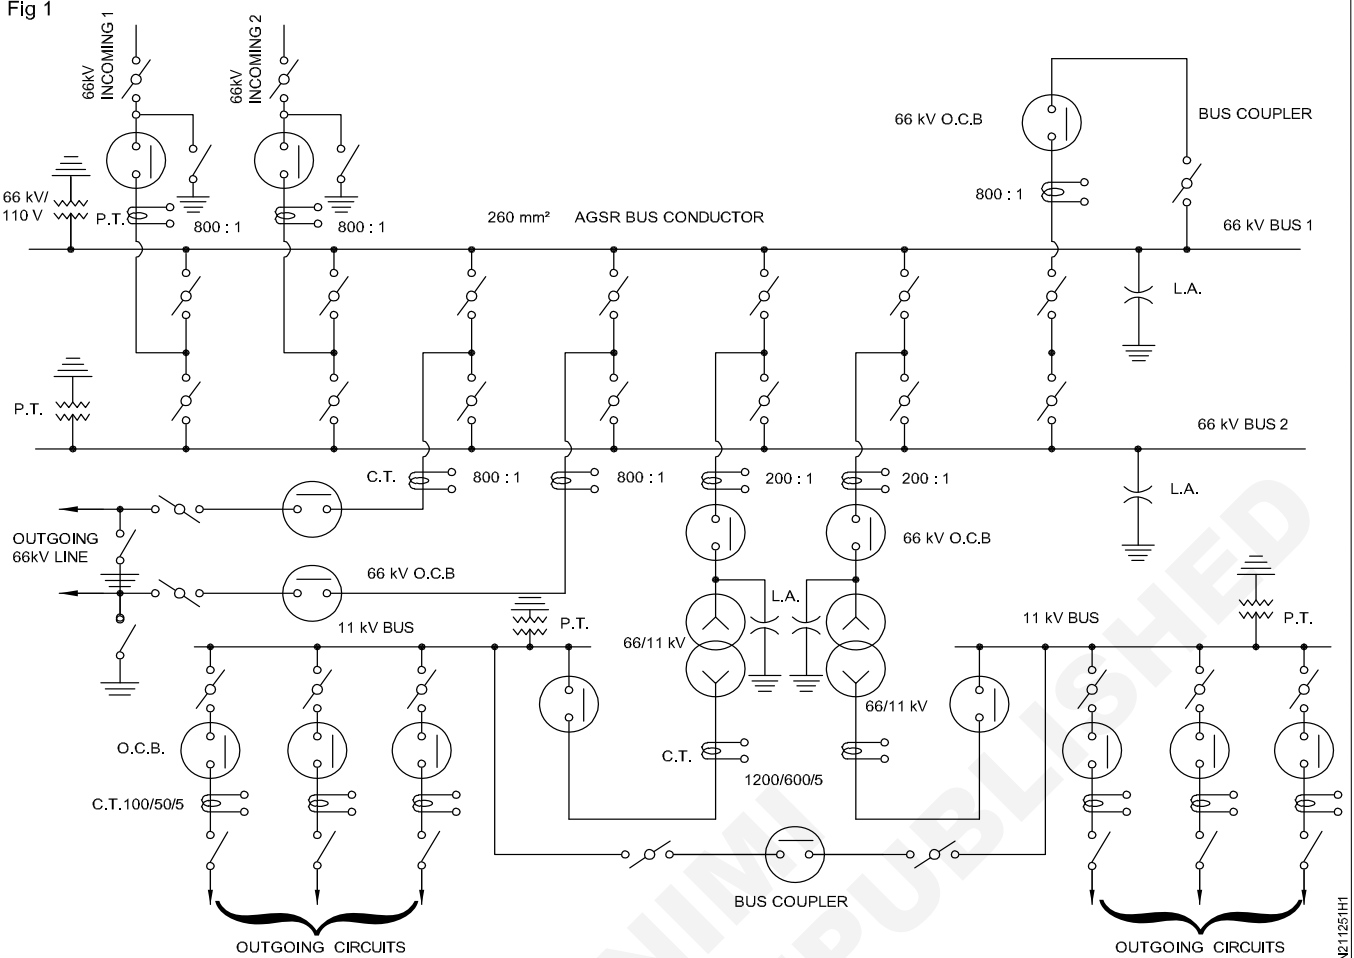 Fig 1
66kV
INCOMING 1
66kV
INCOMING 2
66 kV O.C.B
BUS COUPLER
66 kV/
110 V
P.T.
800 : 1
800 : 1
260 mm² AGSR BUS CONDUCTOR
800 : 1
66 kV BUS 1
L.A.
P.T.
66 kV BUS 2
C.T.
800 : 1
800 : 1
200 : 1
200 : 1
L.A.
OUTGOING
66kV LINE
66 kV O.C.B
66 kV O.C.B
L.A.
11 kV BUS
P.T.
66/11 kV
11 kV BUS
P.T.
66/11 kV
O.C.B.
C.T.
1200/600/5
C.T.100/50/5
BUS COUPLER
OUTGOING CIRCUITS
OUTGOING CIRCUITS
N211251H1
NIMI
PUBLISHED